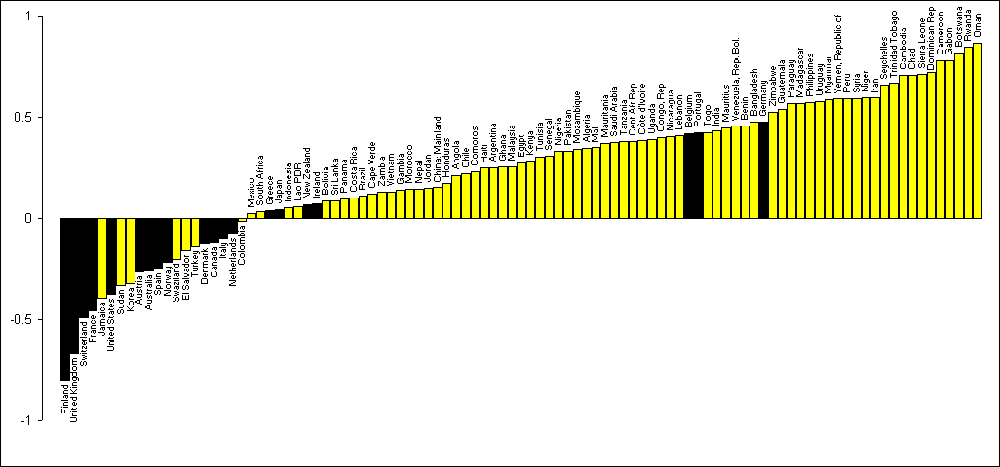 1
0.5
0
-0.5
-1
Finland
United Kingdom
Switzerland
France
Jamaica
United States
Sudan
Korea
Austria
Australia
Spain
Norway
Swaziland
El Salvador
Turkey
Denmark
Canada
Italy
Netherlands
Colombia
Mexico
South Africa
Greece
Japan
Indonesia
Lao PDR
New Zealand
Ireland
Bolivia
Sri Lanka
Panama
Costa Rica
Brazil
Cape Verde
Zambia
Vietnam
Gambia
Morocco
Nepal
Jordan
China: Mainland
Honduras
Angola
Chile
Comoros
Haiti
Argentina
Ghana
Malaysia
Egypt
Kenya
Tunisia
Senegal
Nigeria
Pakistan
Mozambique
Algeria
Mali
Mauritania
Saudi Arabia
Tanzania
Cent Afr Rep.
Côte d'Ivoire
Uganda
Congo, Rep
Nicaragua
Lebanon
Belgium
Portugal
Togo
India
Mauritius
Venezuela, Rep. Bol.
Benin
Bangladesh
Germany
Zimbabwe
Guatemala
Paraguay
Madagascar
Philippines
Uruguay
Myanmar
Yemen, Republic of
Peru
Syria
Niger
Iran
Seychelles
Trinidad Tobago
Cambodia
Chad
Sierra Leone
Dominican Rep
Cameroon
Gabon
Botswana
Rwanda
Oman